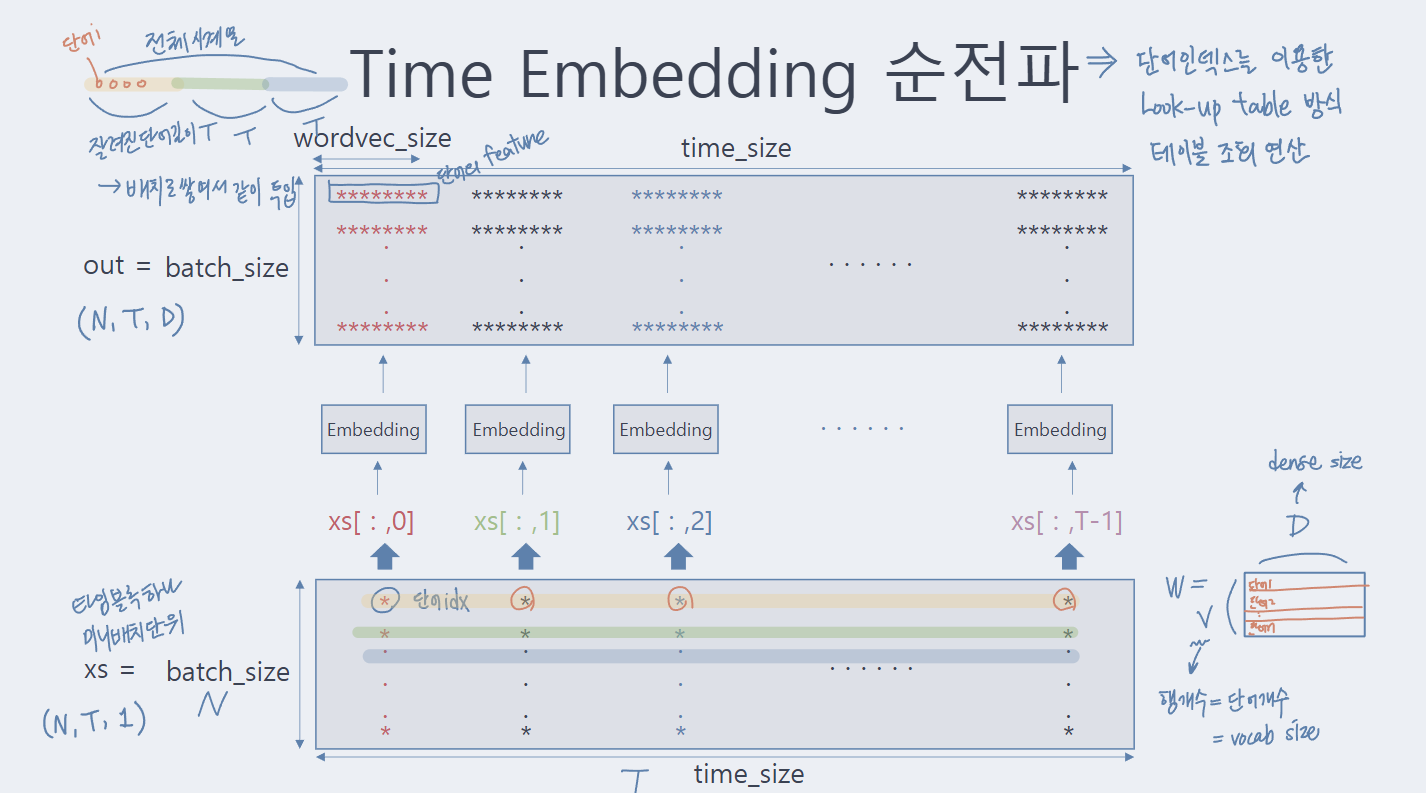 단어i
전체 시계열
Time Embedding 순전파
⇒ 단어인덱스를 이용한
Look-up table 방식
테이블 조회 연산
잘려진 단어길이 T
T
T
→ 배치로 쌓여서 같이 투입
wordvec_size
단어의 feature
time_size
******** ******** ******** ********
******** ******** ******** ********
. . . . . .
******** ******** ******** ********
out = batch_size
(N, T, D)
Embedding Embedding Embedding . . . . . . Embedding
xs[ : ,0] xs[ : ,1] xs[ : ,2] xs[ : ,T-1]
dense size
D
W =
V
단어1
단어2
:
단어n
행개수 = 단어개수
= vocab size
타임블록하나
미니배치단위
xs = batch_size
N
(N, T, 1)
* 단어idx * * *
* * * *
. . . . . .
* * * *
T time_size